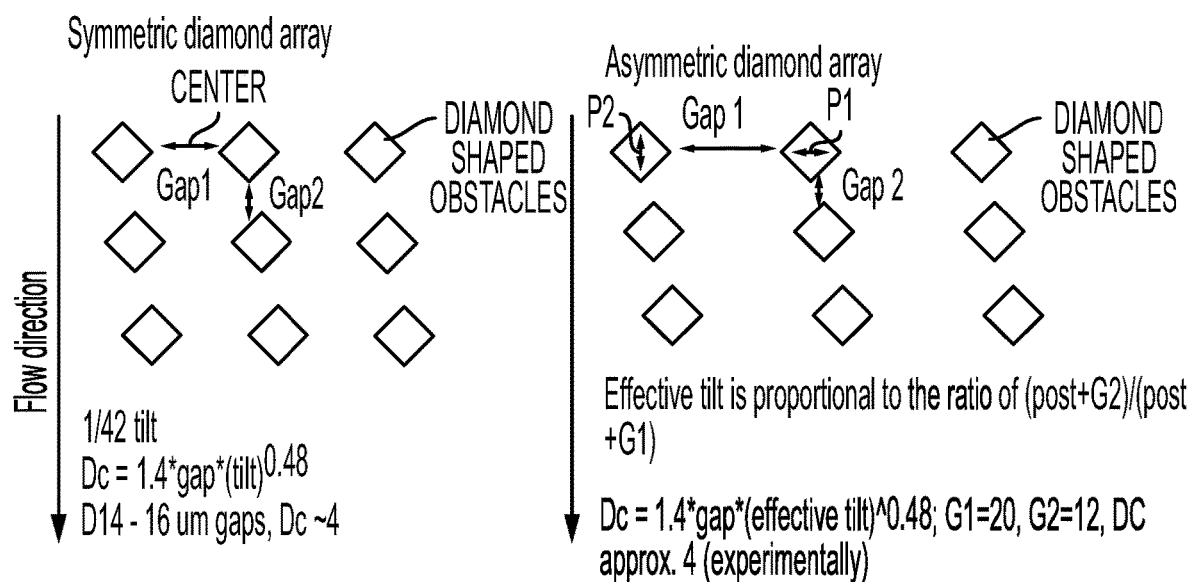 Symmetric diamond array
CENTER
Gap1
Gap2
DIAMOND
SHAPED
OBSTACLES
Flow direction
1/42 tilt
Dc = 1.4*gap*(tilt)^0.48
D14 - 16 um gaps, Dc ~4
Asymmetric diamond array
P2
Gap 1
P1
Gap 2
DIAMOND
SHAPED
OBSTACLES
Effective tilt is proportional to the ratio of (post+G2)/(post
+G1)
Dc = 1.4*gap*(effective tilt)^0.48; G1=20, G2=12, DC
approx. 4 (experimentally)